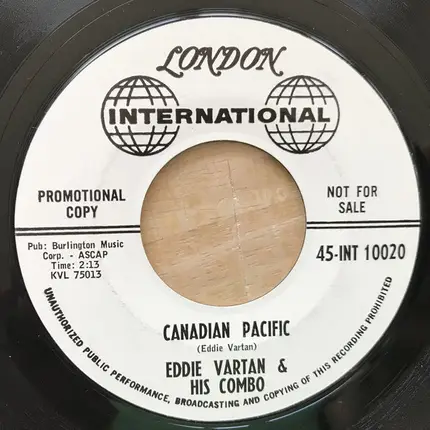 LONDON
INTERNATIONAL
PROMOTIONAL
COPY
NOT FOR
SALE
Pub: Burlington Music
Corp. - ASCAP
Time: 2:13
KVL 75013
45-INT 10020
CANADIAN PACIFIC
(Eddie Vartan)
EDDIE VARTAN &
HIS COMBO
UNAUTHORIZED PUBLIC PERFORMANCE, BROADCASTING AND COPYING OF THIS RECORDING PROHIBITED